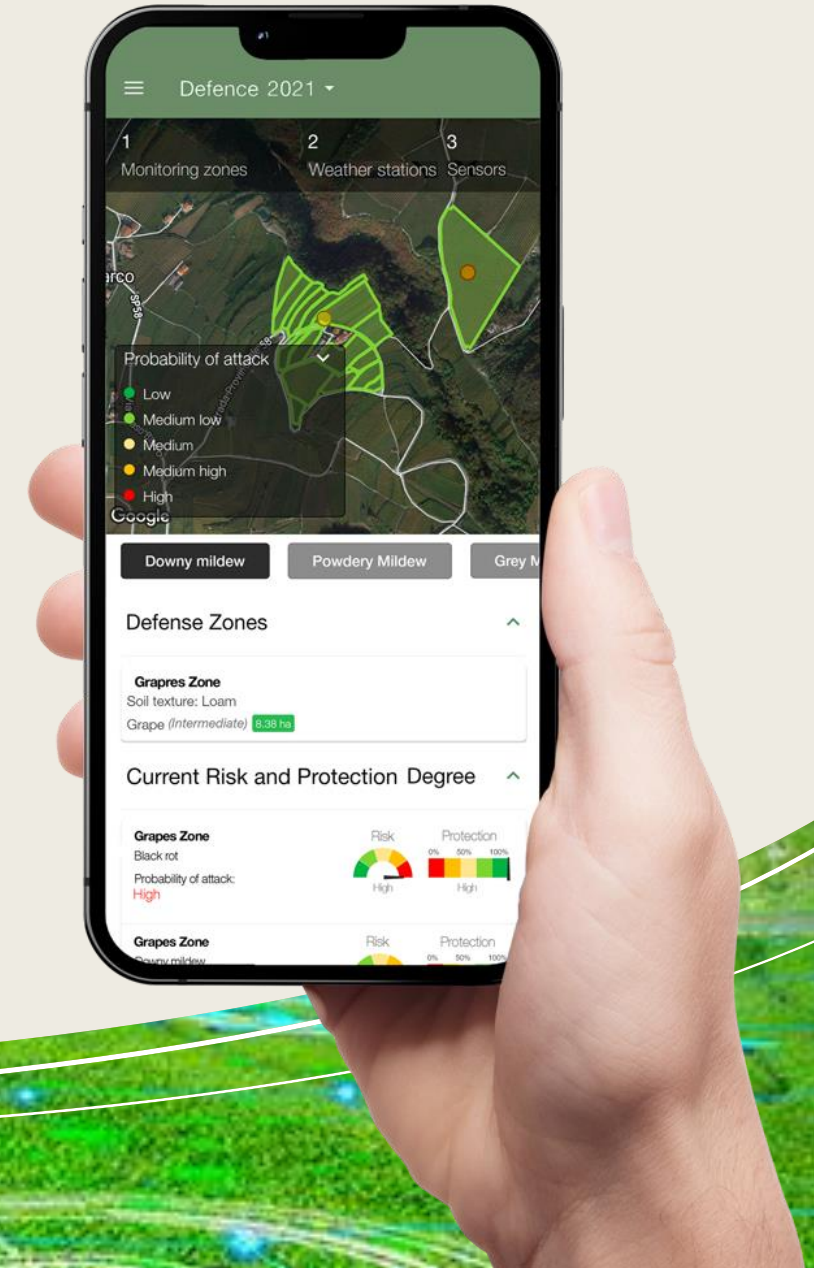 Defence 2021
1
Monitoring zones
2
Weather stations
3
Sensors
arco
SP58
Probability of attack
Low
Medium low
Medium
Medium high
High
Google
Downy mildew
Powdery Mildew
Grey M
Defense Zones
Grapres Zone
Soil texture: Loam
Grape (Intermediate) 8.38 ha
Current Risk and Protection Degree
Grapes Zone
Black rot
Probability of attack:
High
Risk
High
Protection
0% 50% 100%
High
Grapes Zone
Downy mildew
Risk
Protection
0% 50% 100%